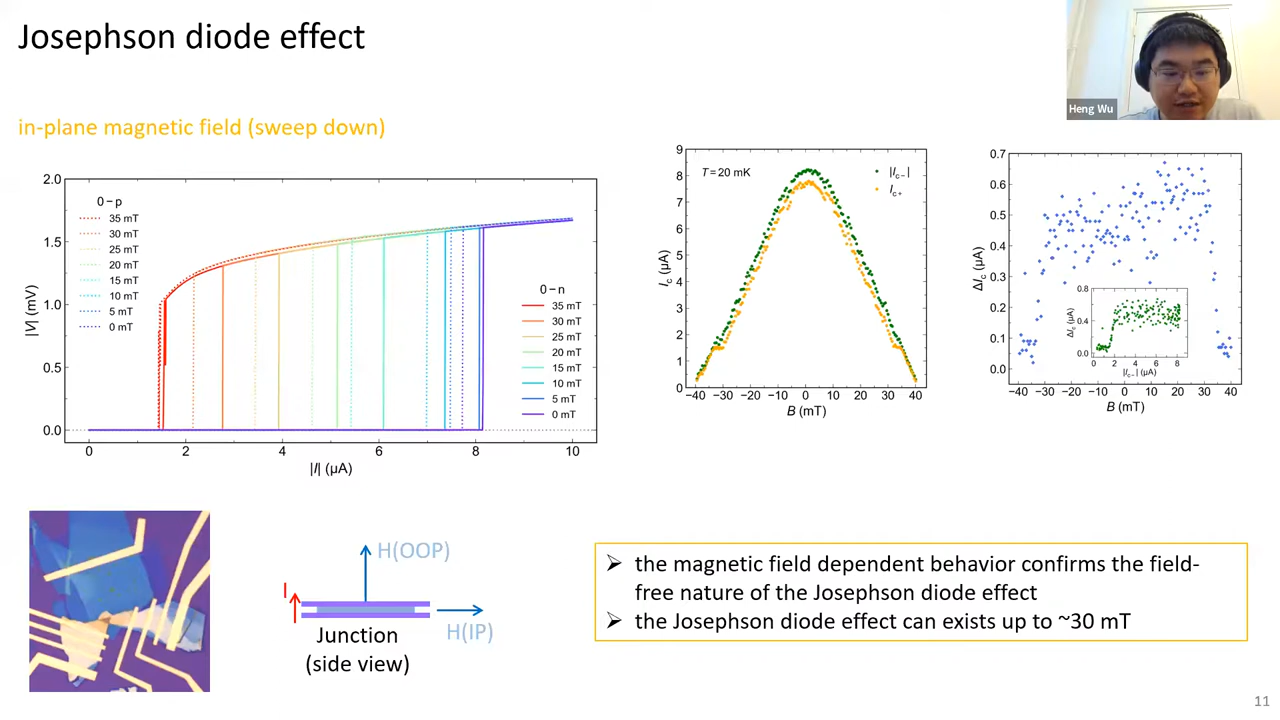 Josephson diode effect
Heng Wu
in-plane magnetic field (sweep down)
2.0
1.5
1.0
0.5
0.0
|V| (mV)
0 – p
35 mT
30 mT
25 mT
20 mT
15 mT
10 mT
5 mT
0 mT
0 – n
35 mT
30 mT
25 mT
20 mT
15 mT
10 mT
5 mT
0 mT
0 2 4 6 8 10
|I| (μA)
9
8
7
6
5
4
3
2
1
0
Ic (μA)
T = 20 mK
|Ic−|
Ic+
−40 −30 −20 −10 0 10 20 30 40
B (mT)
0.7
0.6
0.5
0.4
0.3
0.2
0.1
0.0
ΔIc (μA)
0.8
0.4
0.0
ΔIc (μA)
0 2 4 6 8
|Ic−| (μA)
−40 −30 −20 −10 0 10 20 30 40
B (mT)
H(OOP)
I
H(IP)
Junction
(side view)
➢ the magnetic field dependent behavior confirms the field-
free nature of the Josephson diode effect
➢ the Josephson diode effect can exists up to ~30 mT
11